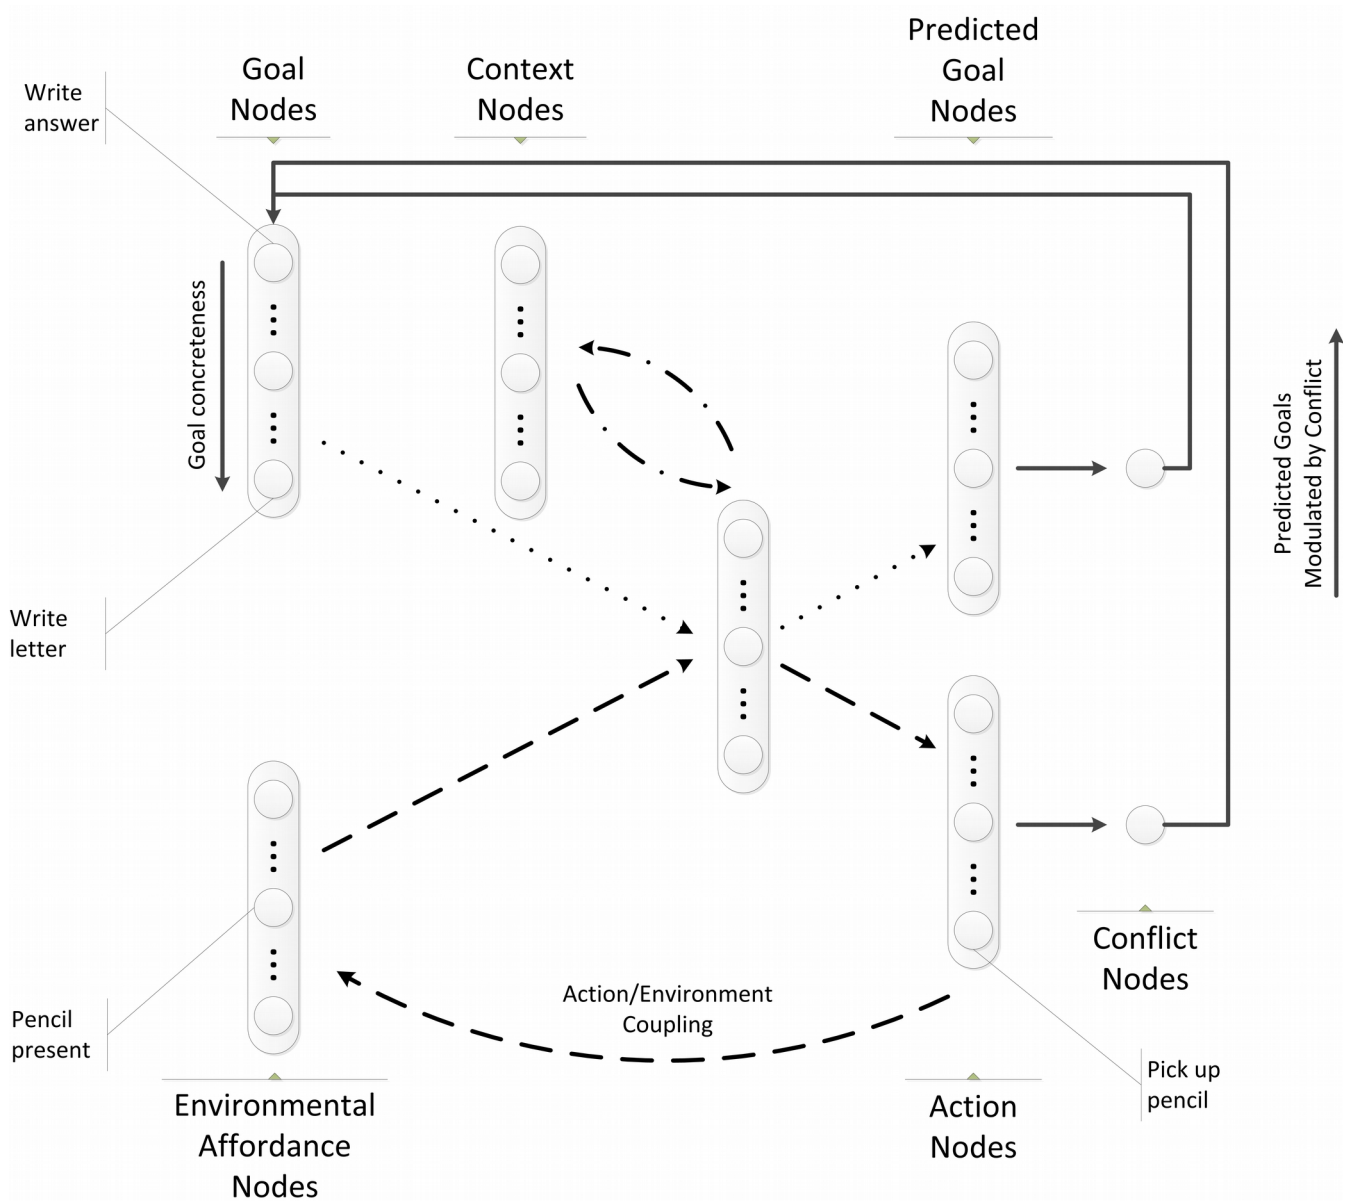 Predicted
Goal
Nodes
Goal
Nodes
Context
Nodes
Write
answer
Goal concreteness
Predicted Goals
Modulated by Conflict
Write
letter
Conflict
Nodes
Action/Environment
Coupling
Pencil
present
Pick up
pencil
Environmental
Affordance
Nodes
Action
Nodes